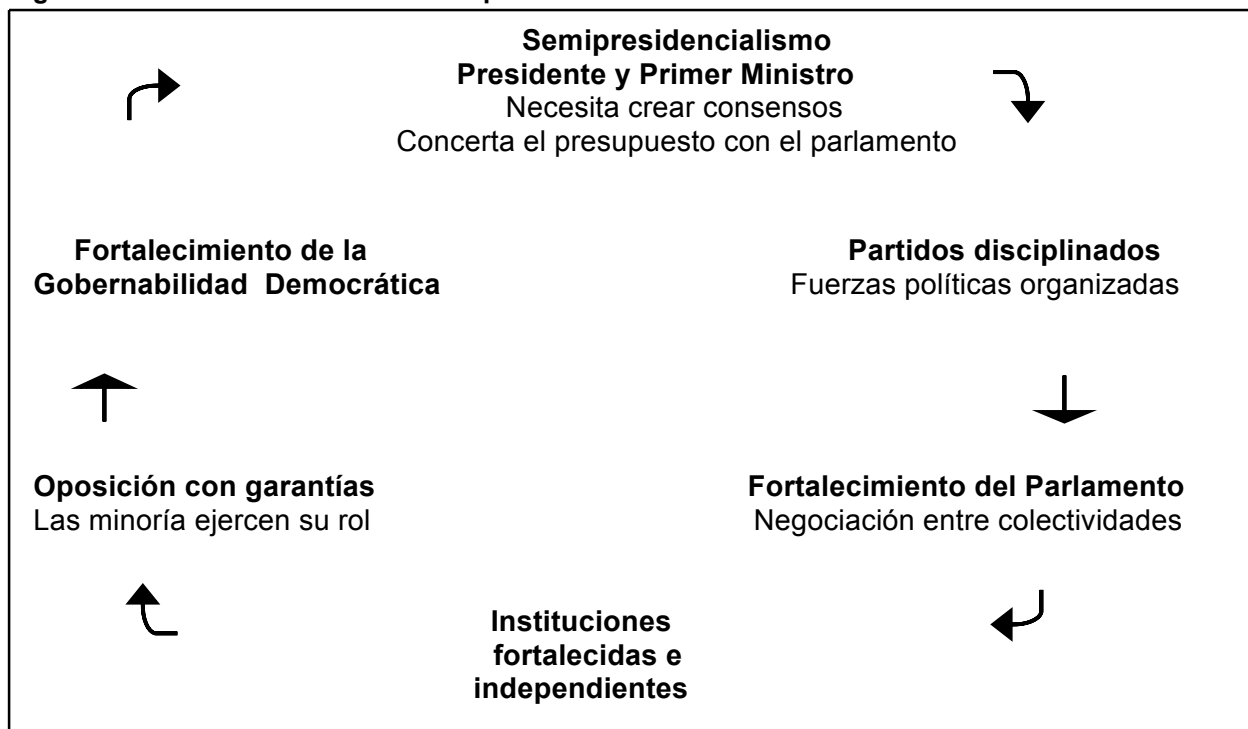 Semipresidencialismo
Presidente y Primer Ministro
Necesita crear consensos
Concerta el presupuesto con el parlamento
Fortalecimiento de la
Gobernabilidad Democrática
Partidos disciplinados
Fuerzas políticas organizadas
Oposición con garantías
Las minoría ejercen su rol
Fortalecimiento del Parlamento
Negociación entre colectividades
Instituciones
fortalecidas e
independientes